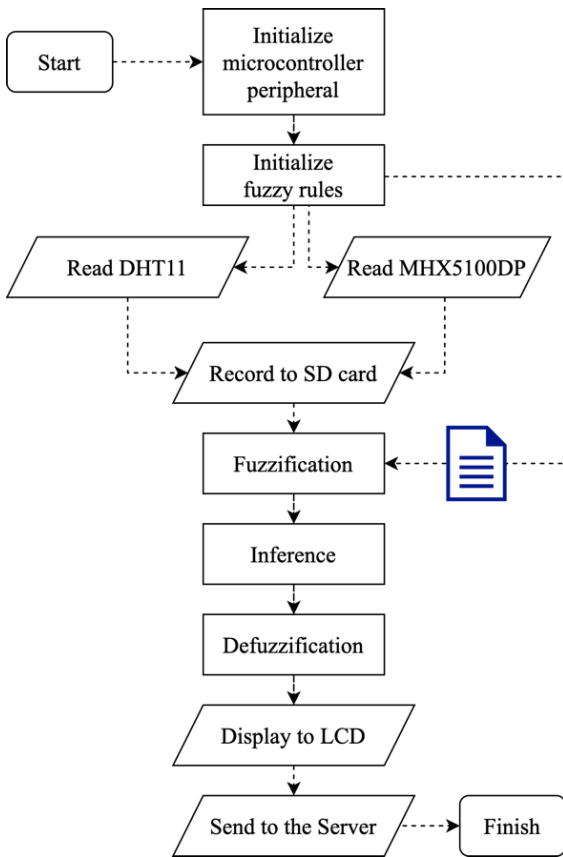 Start
Initialize
microcontroller
peripheral
Initialize
fuzzy rules
Read DHT11
Read MHX5100DP
Record to SD card
Fuzzification
Inference
Defuzzification
Display to LCD
Send to the Server
Finish